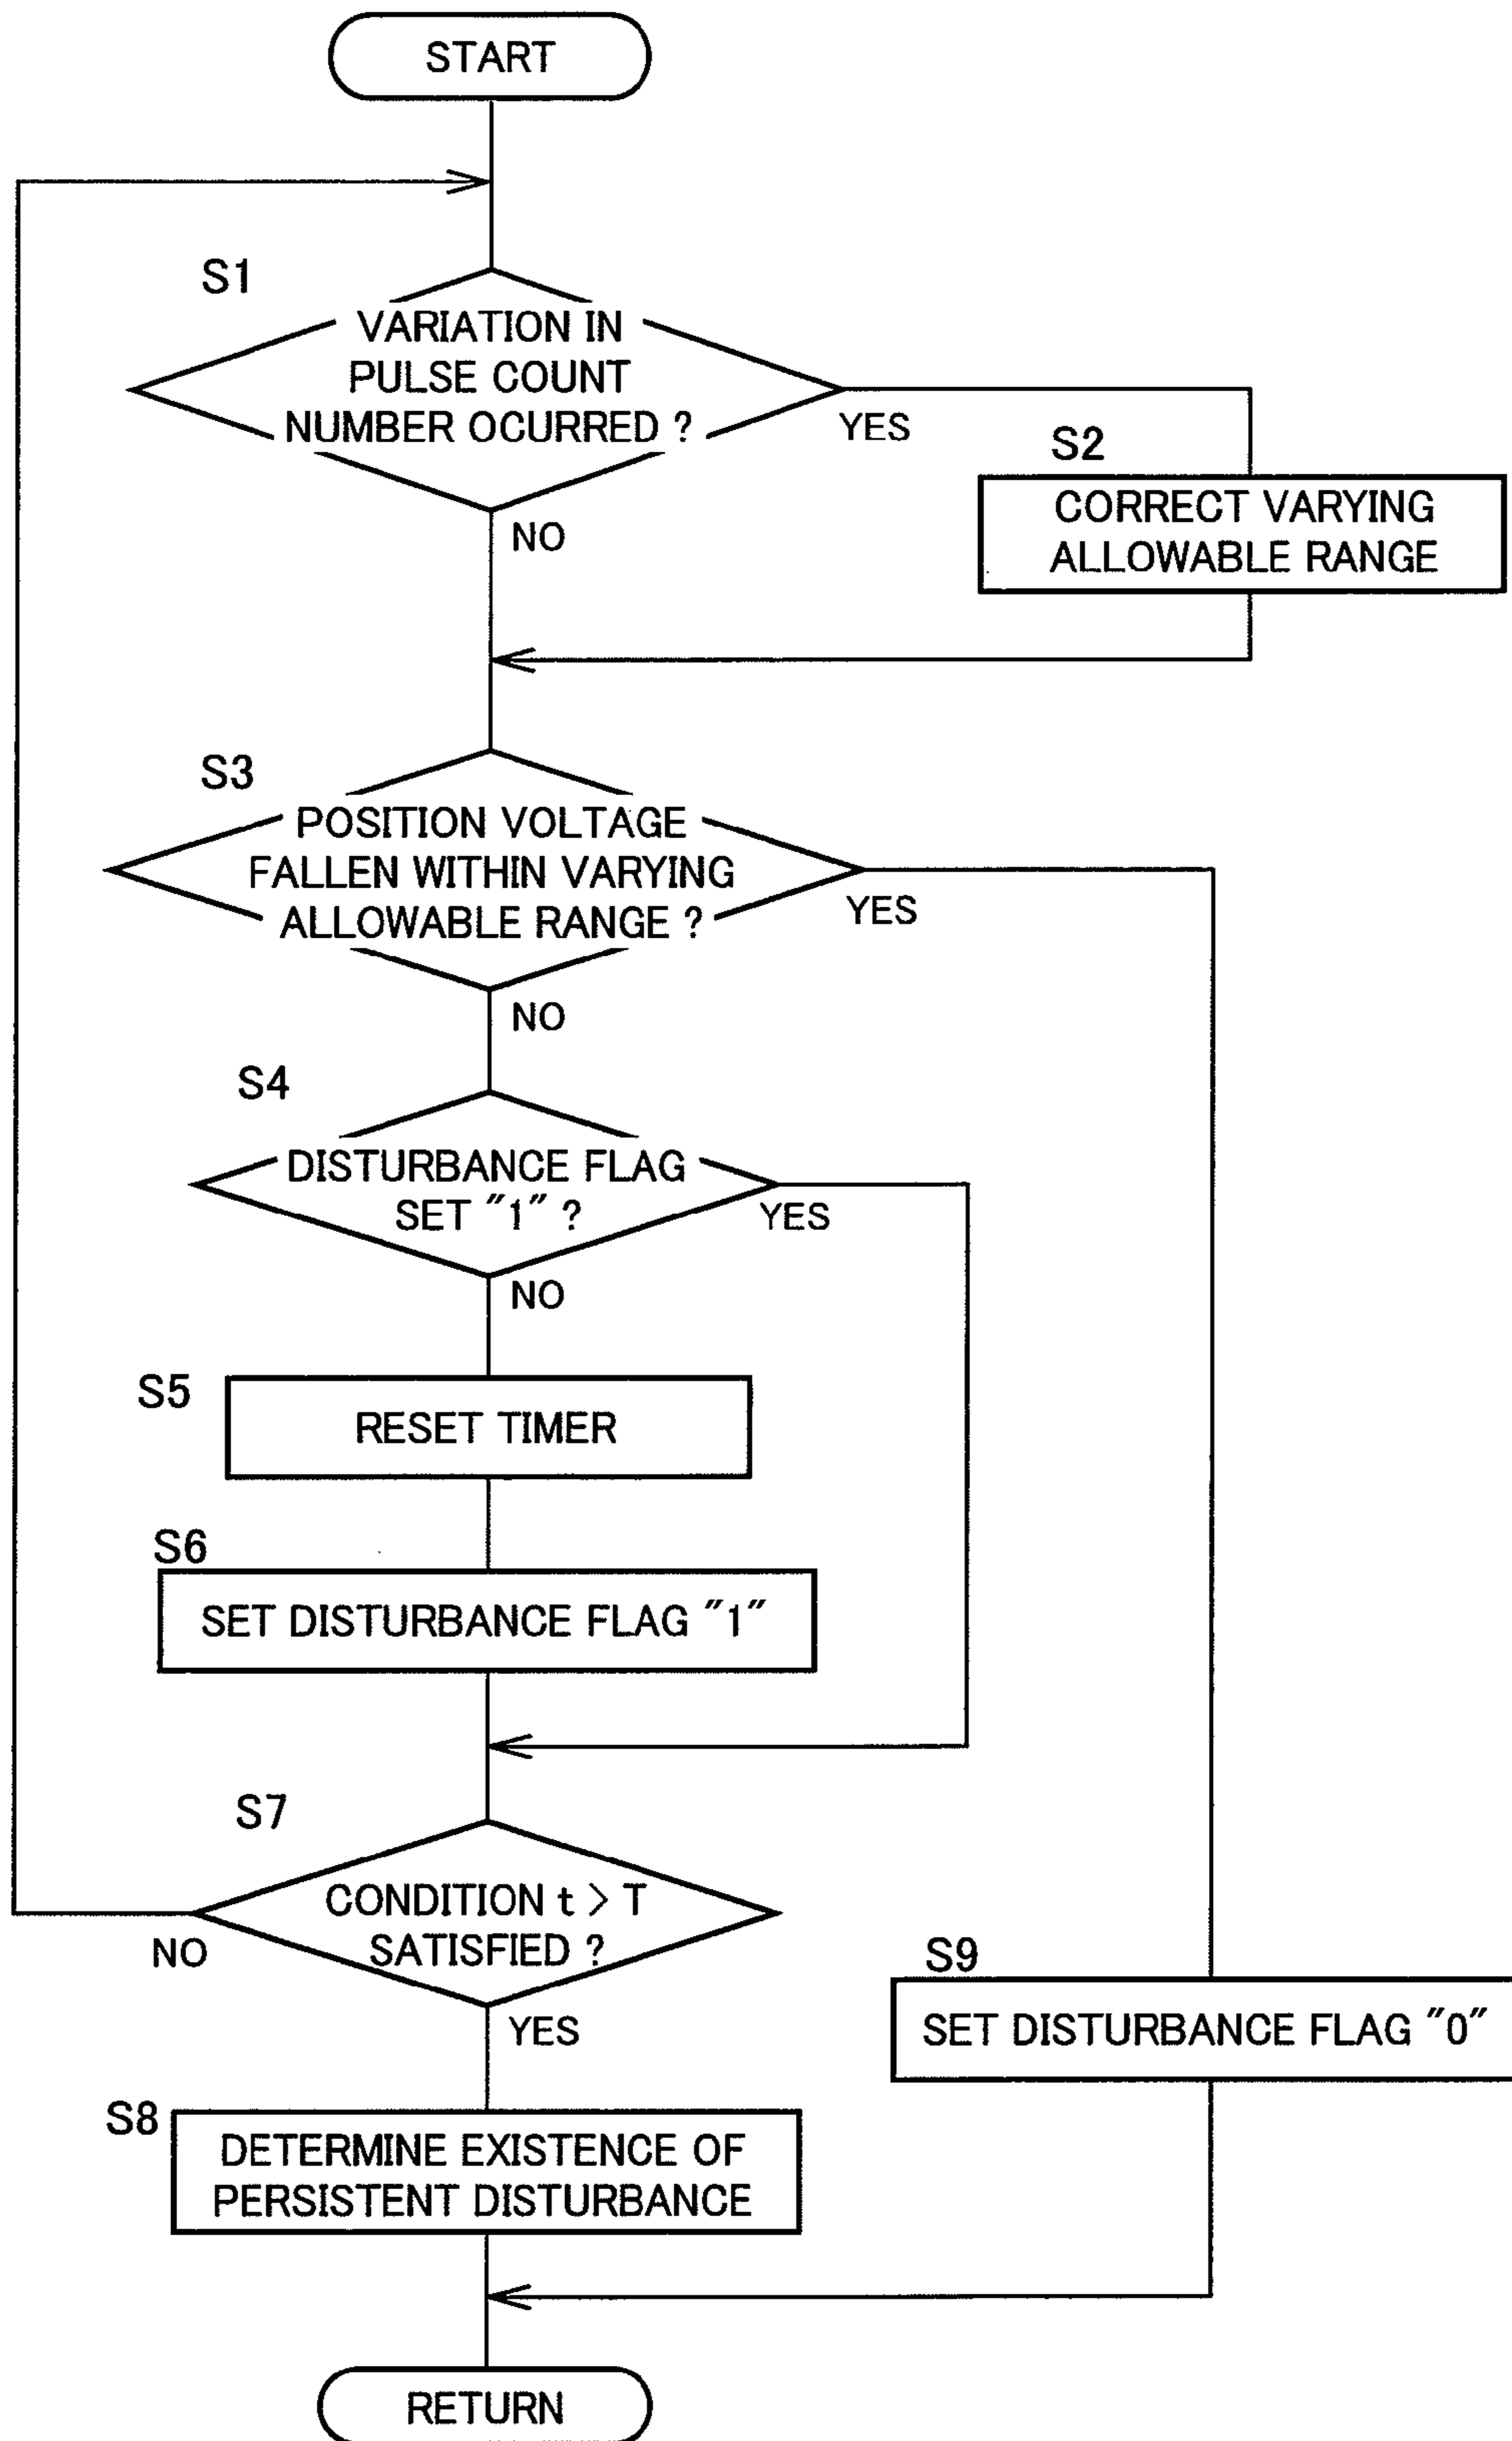 START
S1
VARIATION IN
PULSE COUNT
NUMBER OCURRED ?
YES
NO
S2
CORRECT VARYING
ALLOWABLE RANGE
S3
POSITION VOLTAGE
FALLEN WITHIN VARYING
ALLOWABLE RANGE ?
YES
NO
S4
DISTURBANCE FLAG
SET "1" ?
YES
NO
S5
RESET TIMER
S6
SET DISTURBANCE FLAG "1"
S7
CONDITION t > T
SATISFIED ?
NO
YES
S9
SET DISTURBANCE FLAG "0"
S8
DETERMINE EXISTENCE OF
PERSISTENT DISTURBANCE
RETURN